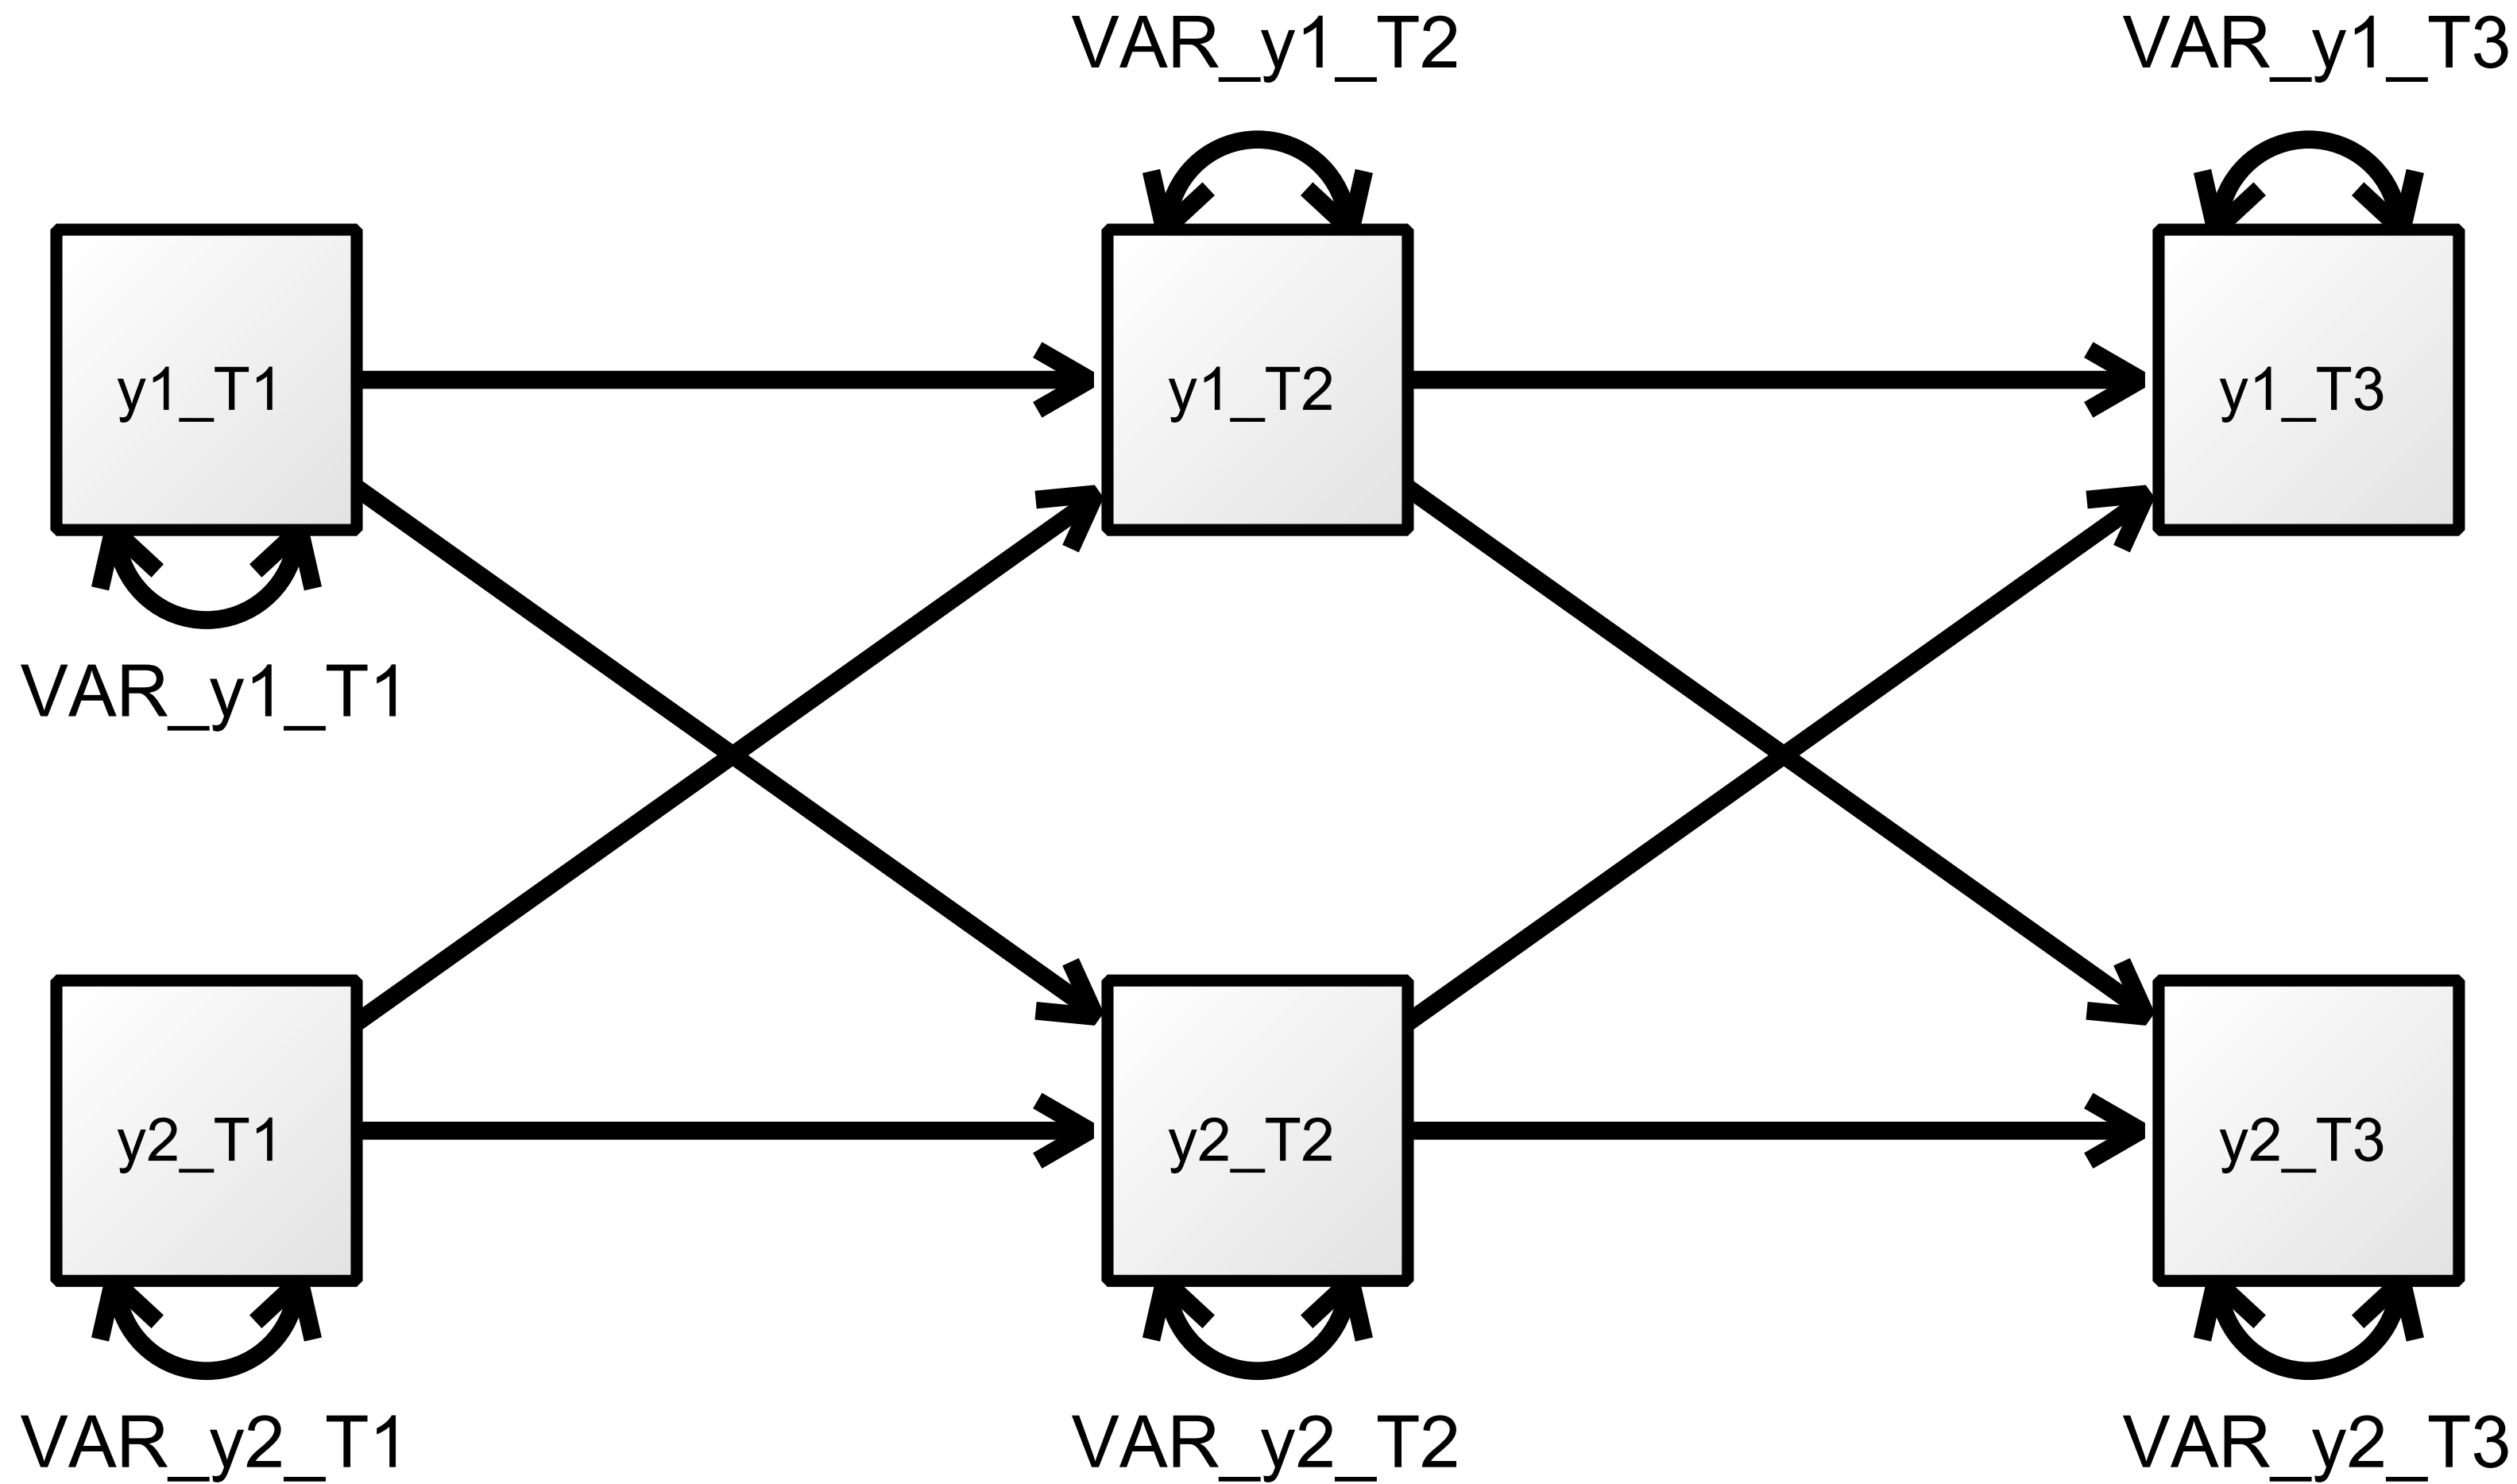 VAR_y1_T2
VAR_y1_T3
y1_T1
y1_T2
y1_T3
VAR_y1_T1
y2_T1
y2_T2
y2_T3
VAR_y2_T1
VAR_y2_T2
VAR_y2_T3